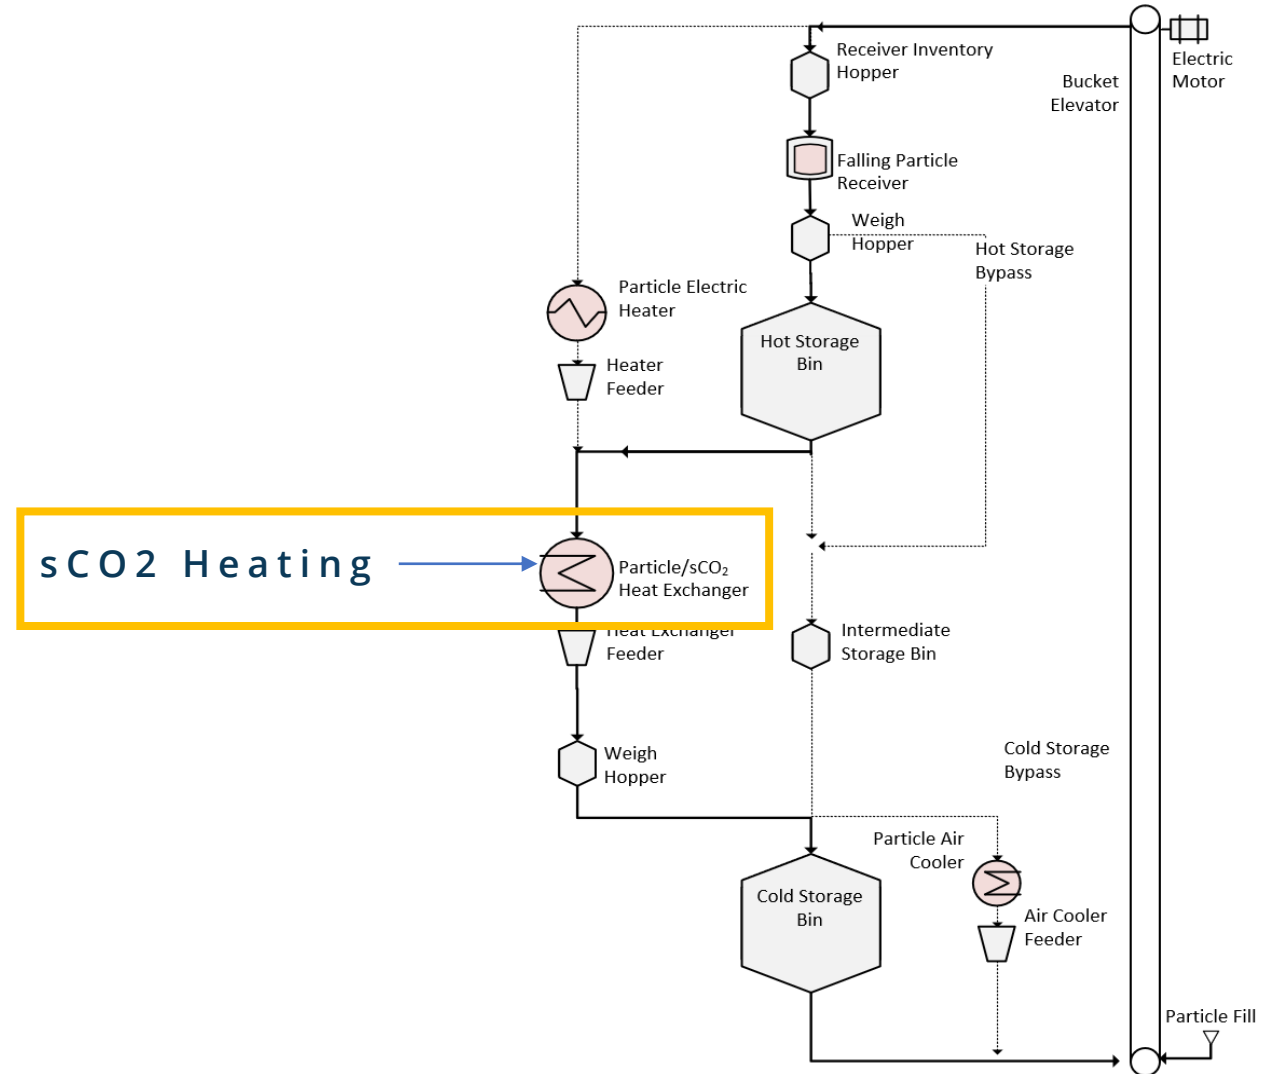 Receiver Inventory
Hopper
Electric
Motor
Bucket
Elevator
Falling Particle
Receiver
Weigh
Hopper
Hot Storage
Bypass
Particle Electric
Heater
Hot Storage
Bin
Heater
Feeder
sCO2 Heating
Particle/sCO₂
Heat Exchanger
Heat Exchanger
Feeder
Intermediate
Storage Bin
Weigh
Hopper
Cold Storage
Bypass
Particle Air
Cooler
Cold Storage
Bin
Air Cooler
Feeder
Particle Fill